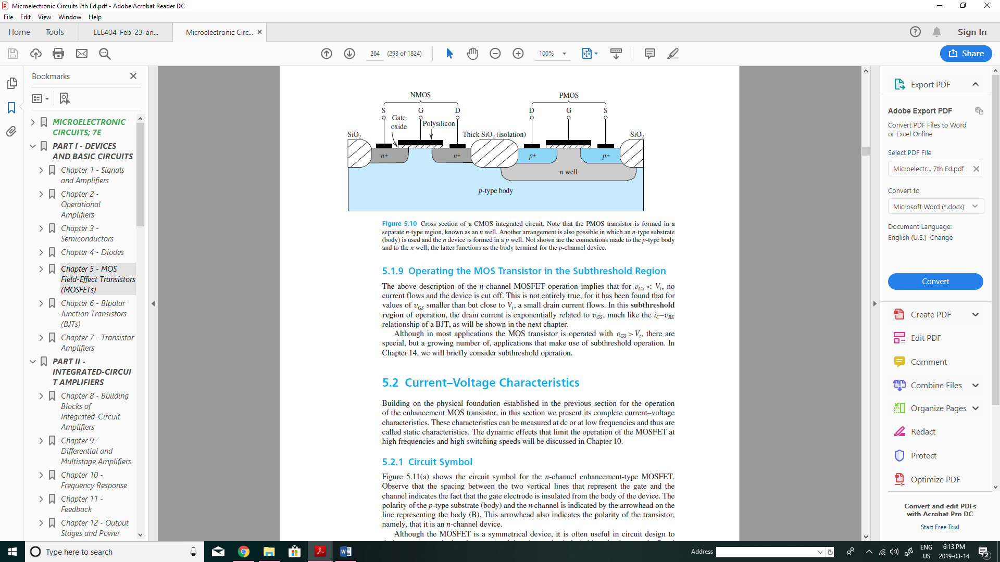 Microelectronic Circuits 7th Ed.pdf - Adobe Acrobat Reader DC
File Edit View Window Help
Home Tools ELE404-Feb-23-an... Microelectronic Circ... ×
Sign In
264 (293 of 1824) 100%
Share
Bookmarks
MICROELECTRONIC
CIRCUITS; 7E
PART I - DEVICES
AND BASIC CIRCUITS
Chapter 1 - Signals
and Amplifiers
Chapter 2 -
Operational
Amplifiers
Chapter 3 -
Semiconductors
Chapter 4 - Diodes
Chapter 5 - MOS
Field-Effect Transistors
(MOSFETs)
Chapter 6 - Bipolar
Junction Transistors
(BJTs)
Chapter 7 - Transistor
Amplifiers
PART II -
INTEGRATED-CIRCUI
T AMPLIFIERS
Chapter 8 - Building
Blocks of
Integrated-Circuit
Amplifiers
Chapter 9 -
Differential and
Multistage Amplifiers
Chapter 10 -
Frequency Response
Chapter 11 -
Feedback
Chapter 12 - Output
Stages and Power
NMOS PMOS
S G D D G S
Gate
oxide
Polysilicon
SiO₂ Thick SiO₂ (isolation) SiO₂
n+ n+ p+ p+
n well
p-type body
Figure 5.10 Cross section of a CMOS integrated circuit. Note that the PMOS transistor is formed in a
separate n-type region, known as an n well. Another arrangement is also possible in which an n-type substrate
(body) is used and the n device is formed in a p well. Not shown are the connections made to the p-type body
and to the n well; the latter functions as the body terminal for the p-channel device.
5.1.9 Operating the MOS Transistor in the Subthreshold Region
The above description of the n-channel MOSFET operation implies that for vGS < Vt, no
current flows and the device is cut off. This is not entirely true, for it has been found that for
values of vGS smaller than but close to Vt, a small drain current flows. In this subthreshold
region of operation, the drain current is exponentially related to vGS, much like the iC–vBE
relationship of a BJT, as will be shown in the next chapter.
Although in most applications the MOS transistor is operated with vGS > Vt, there are
special, but a growing number of, applications that make use of subthreshold operation. In
Chapter 14, we will briefly consider subthreshold operation.
5.2 Current–Voltage Characteristics
Building on the physical foundation established in the previous section for the operation
of the enhancement MOS transistor, in this section we present its complete current–voltage
characteristics. These characteristics can be measured at dc or at low frequencies and thus are
called static characteristics. The dynamic effects that limit the operation of the MOSFET at
high frequencies and high switching speeds will be discussed in Chapter 10.
5.2.1 Circuit Symbol
Figure 5.11(a) shows the circuit symbol for the n-channel enhancement-type MOSFET.
Observe that the spacing between the two vertical lines that represent the gate and the
channel indicates the fact that the gate electrode is insulated from the body of the device. The
polarity of the p-type substrate (body) and the n channel is indicated by the arrowhead on the
line representing the body (B). This arrowhead also indicates the polarity of the transistor,
namely, that it is an n-channel device.
Although the MOSFET is a symmetrical device, it is often useful in circuit design to
Export PDF
Adobe Export PDF
Convert PDF Files to Word
or Excel Online
Select PDF File
Microelectr... 7th Ed.pdf
Convert to
Microsoft Word (*.docx)
Document Language:
English (U.S.) Change
Convert
Create PDF
Edit PDF
Comment
Combine Files
Organize Pages
Redact
Protect
Optimize PDF
Convert and edit PDFs
with Acrobat Pro DC
Start Free Trial
Type here to search
Address
ENG
US
6:13 PM
2019-03-14
2